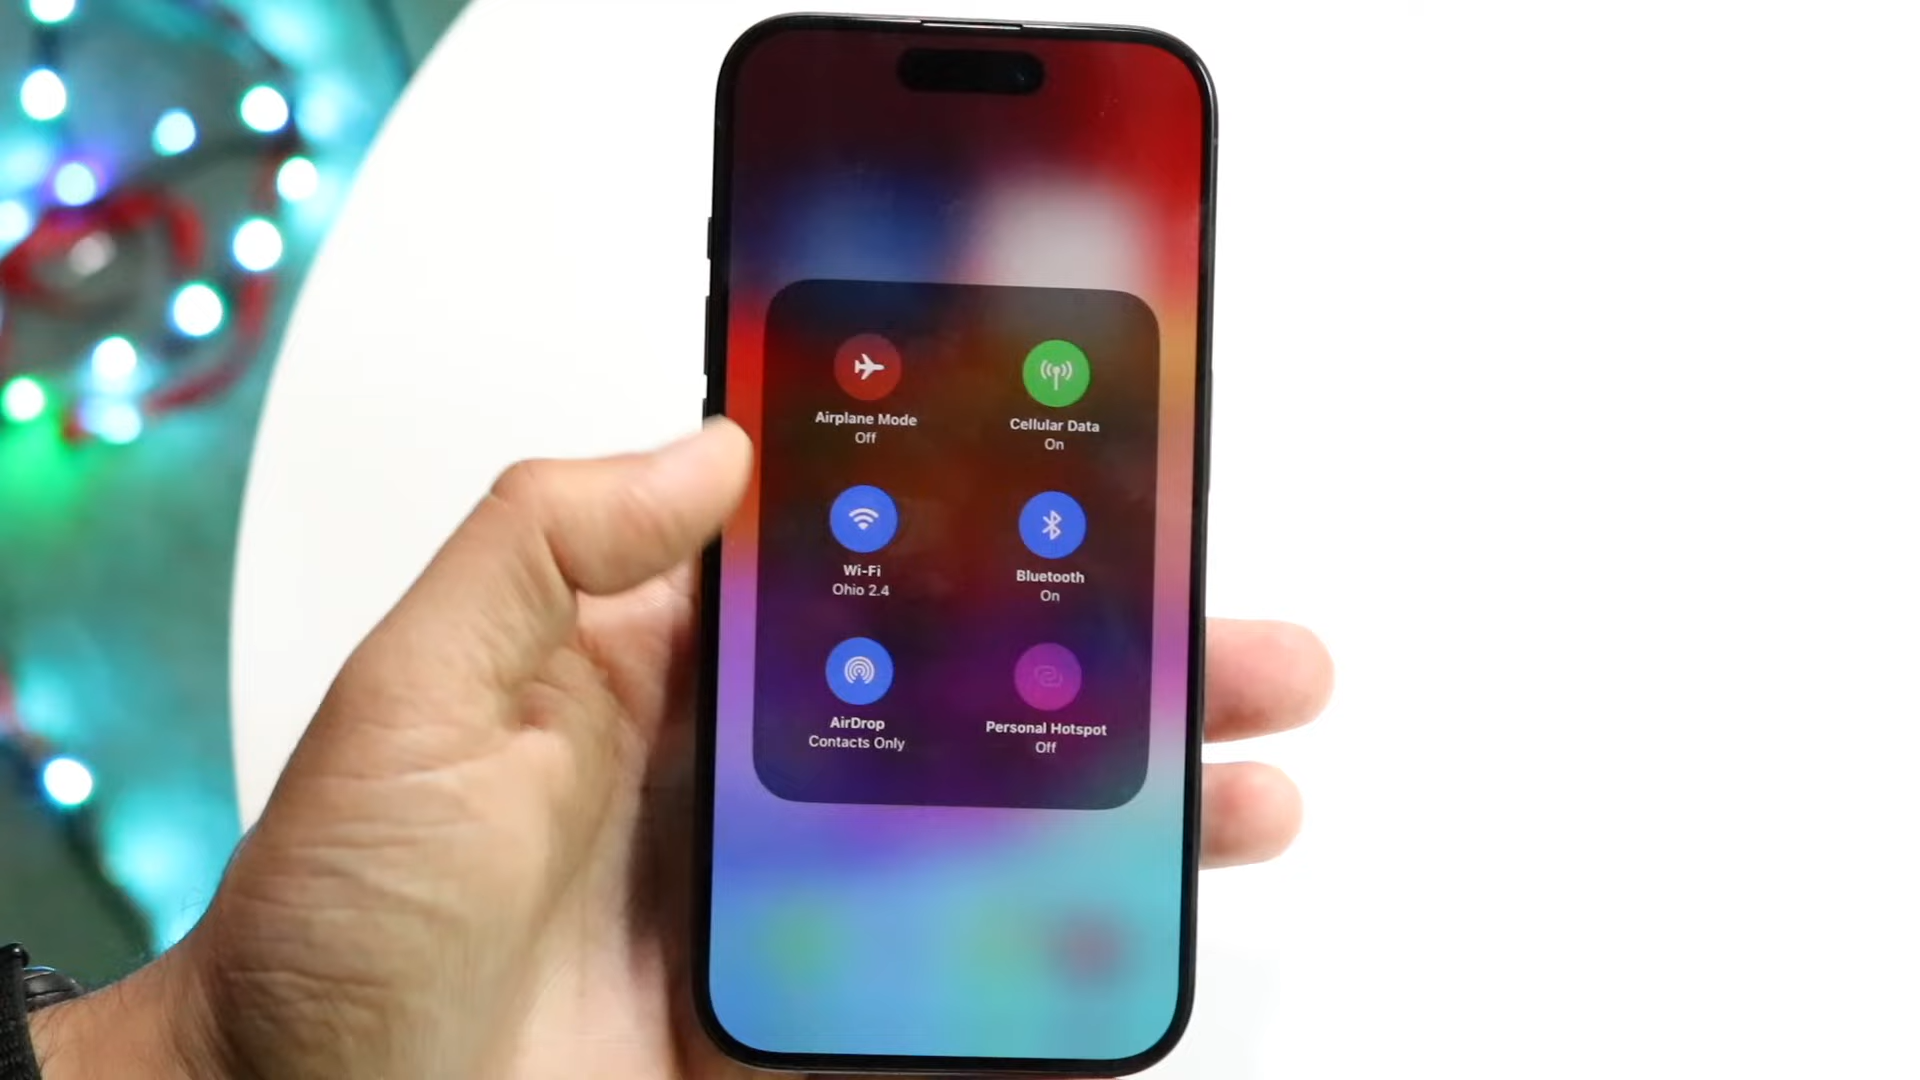 Airplane Mode
Off
Cellular Data
On
Wi-Fi
Ohio 2.4
Bluetooth
On
AirDrop
Contacts Only
Personal Hotspot
Off